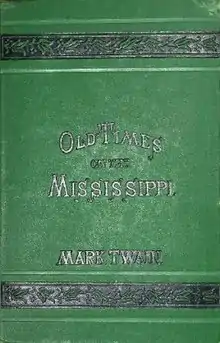 OLD TIMES
ON THE
MISSISSIPPI.
MARK TWAIN